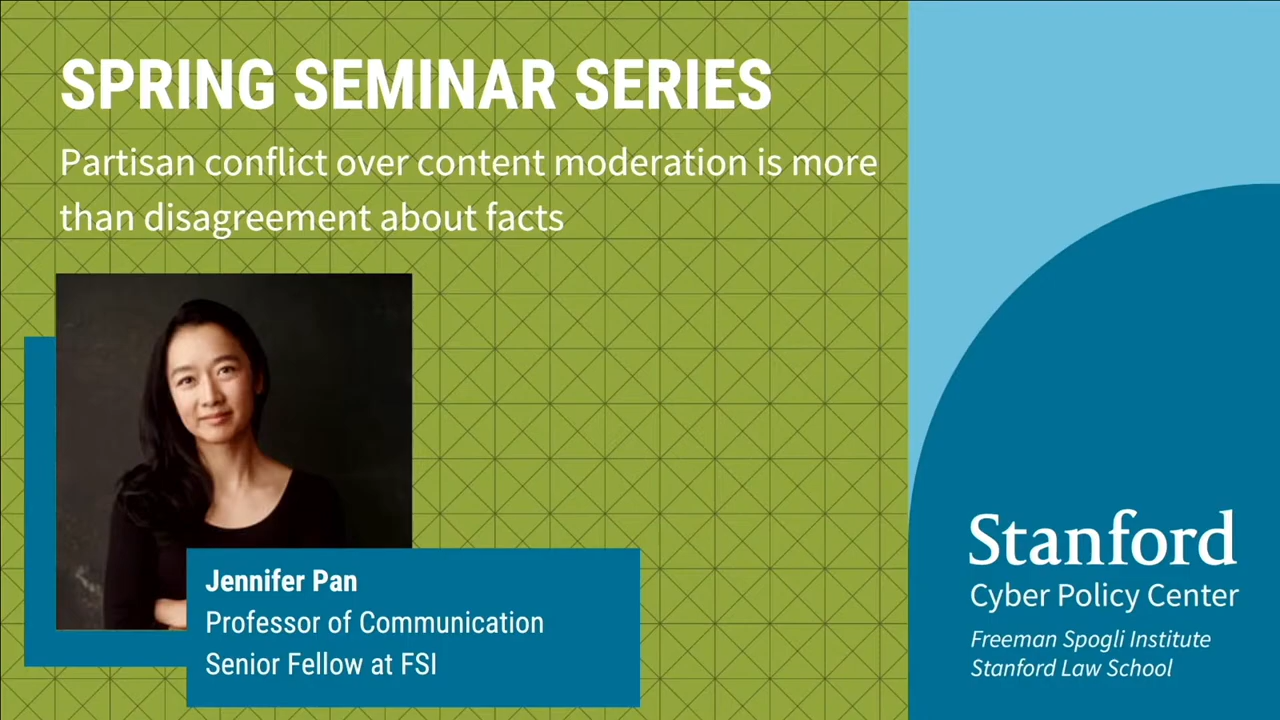 SPRING SEMINAR SERIES
Partisan conflict over content moderation is more
than disagreement about facts
Jennifer Pan
Professor of Communication
Senior Fellow at FSI
Stanford
Cyber Policy Center
Freeman Spogli Institute
Stanford Law School